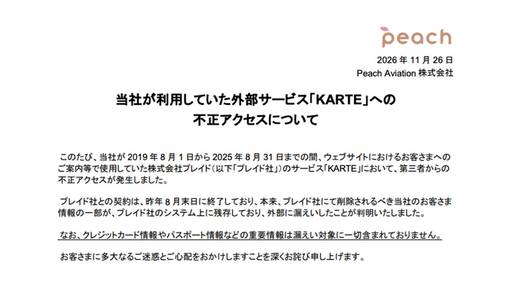 peach
2026 年 11 月 26 日
Peach Aviation 株式会社
当社が利用していた外部サービス「KARTE」への
不正アクセスについて
このたび、当社が 2019 年 8 月 1 日から 2025 年 8 月 31 日までの間、ウェブサイトにおけるお客さまへの
ご案内等で使用していた株式会社プレイド（以下「プレイド社」）のサービス「KARTE」において、第三者からの
不正アクセスが発生しました。
プレイド社との契約は、昨年 8 月末日に終了しており、本来、プレイド社にて削除されるべき当社のお客さま
情報の一部が、プレイド社のシステム上に残存しており、外部に漏えいしたことが判明いたしました。
なお、クレジットカード情報やパスポート情報などの重要情報は漏えい対象に一切含まれておりません。
お客さまに多大なるご迷惑とご心配をおかけしますことを深くお詫び申し上げます。